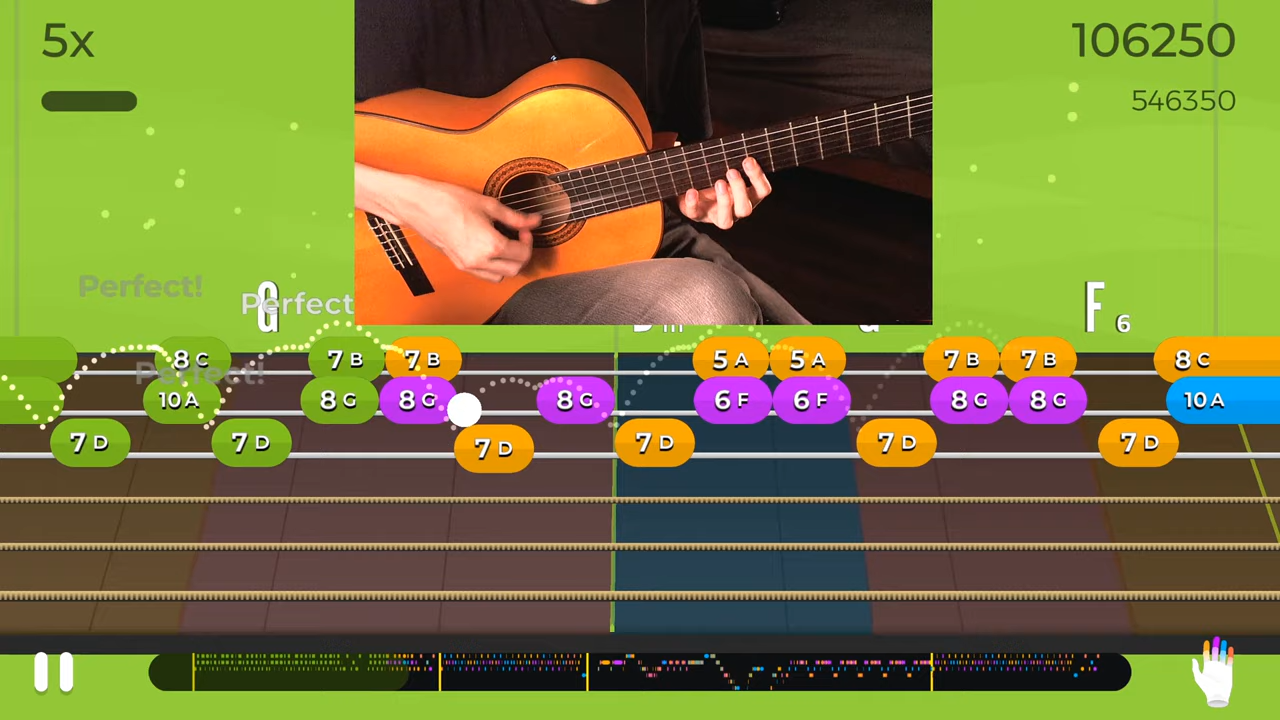 5x
106250
546350
Perfect!
G
Perfect
F 6
8 C
7 B
7 B
5 A
5 A
7 B
7 B
8 C
Perfect!
10 A
8 G
8 G
8 G
6 F
6 F
8 G
8 G
10 A
7 D
7 D
7 D
7 D
7 D
7 D